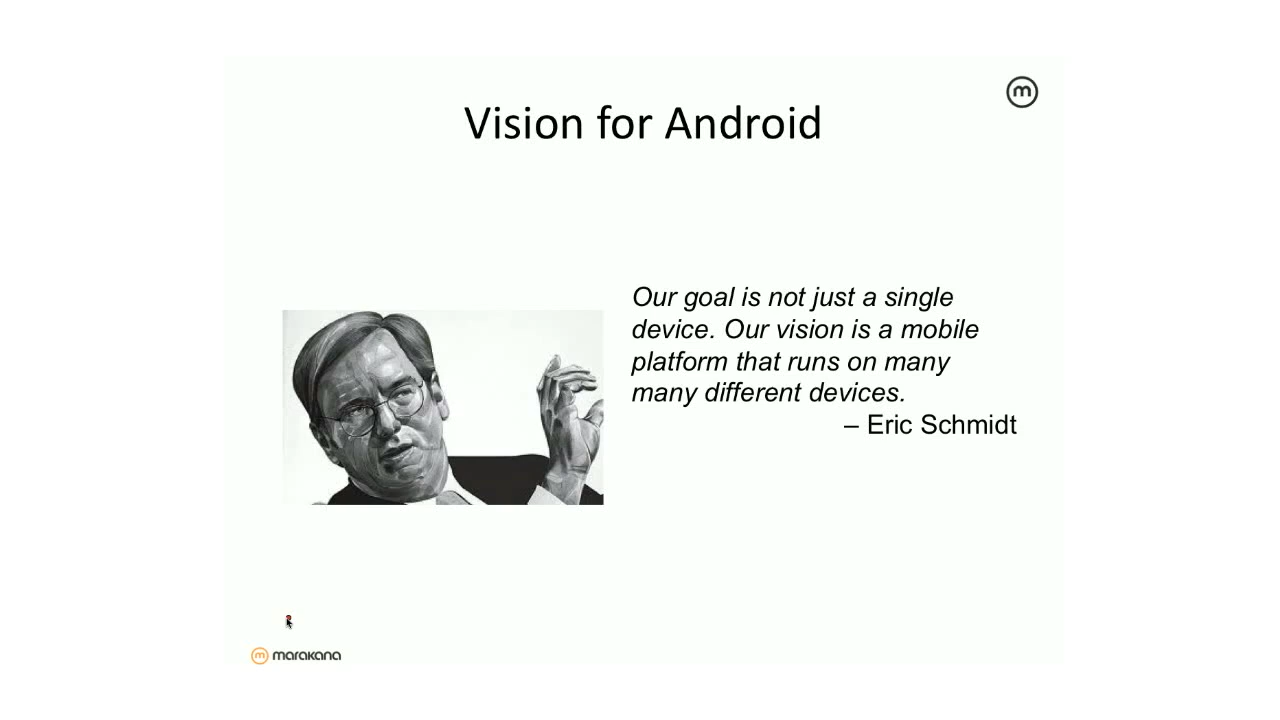 m
Vision for Android
Our goal is not just a single
device. Our vision is a mobile
platform that runs on many
many different devices.
– Eric Schmidt
m marakana